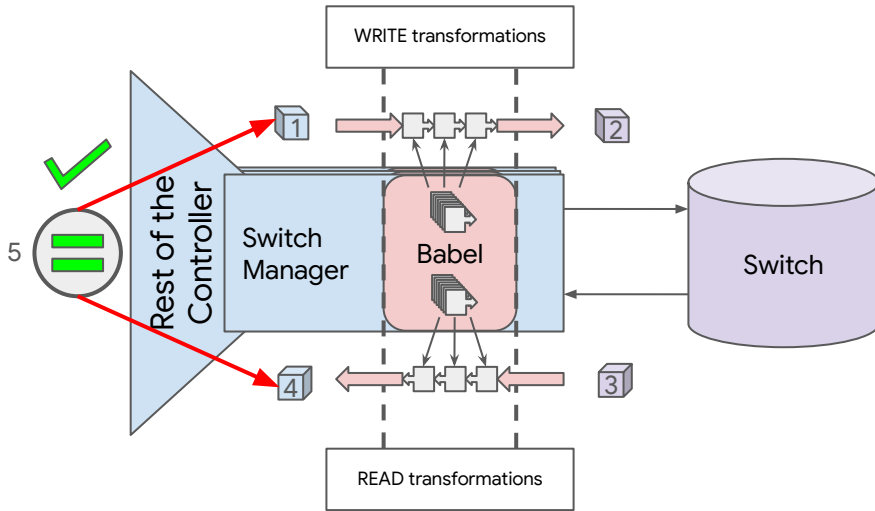 WRITE transformations
1
2
5
Rest of the
Controller
Switch
Manager
Babel
Switch
4
3
READ transformations